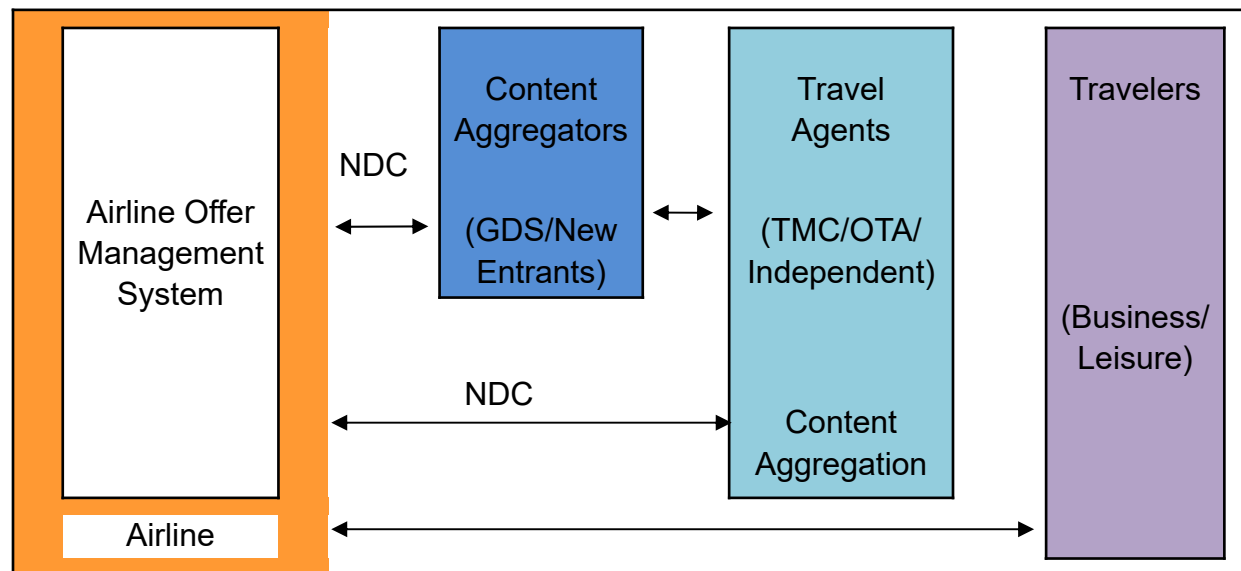 Airline Offer
Management
System
Airline
NDC
NDC
Content
Aggregators
(GDS/New
Entrants)
Travel
Agents
(TMC/OTA/
Independent)
Content
Aggregation
Travelers
(Business/
Leisure)